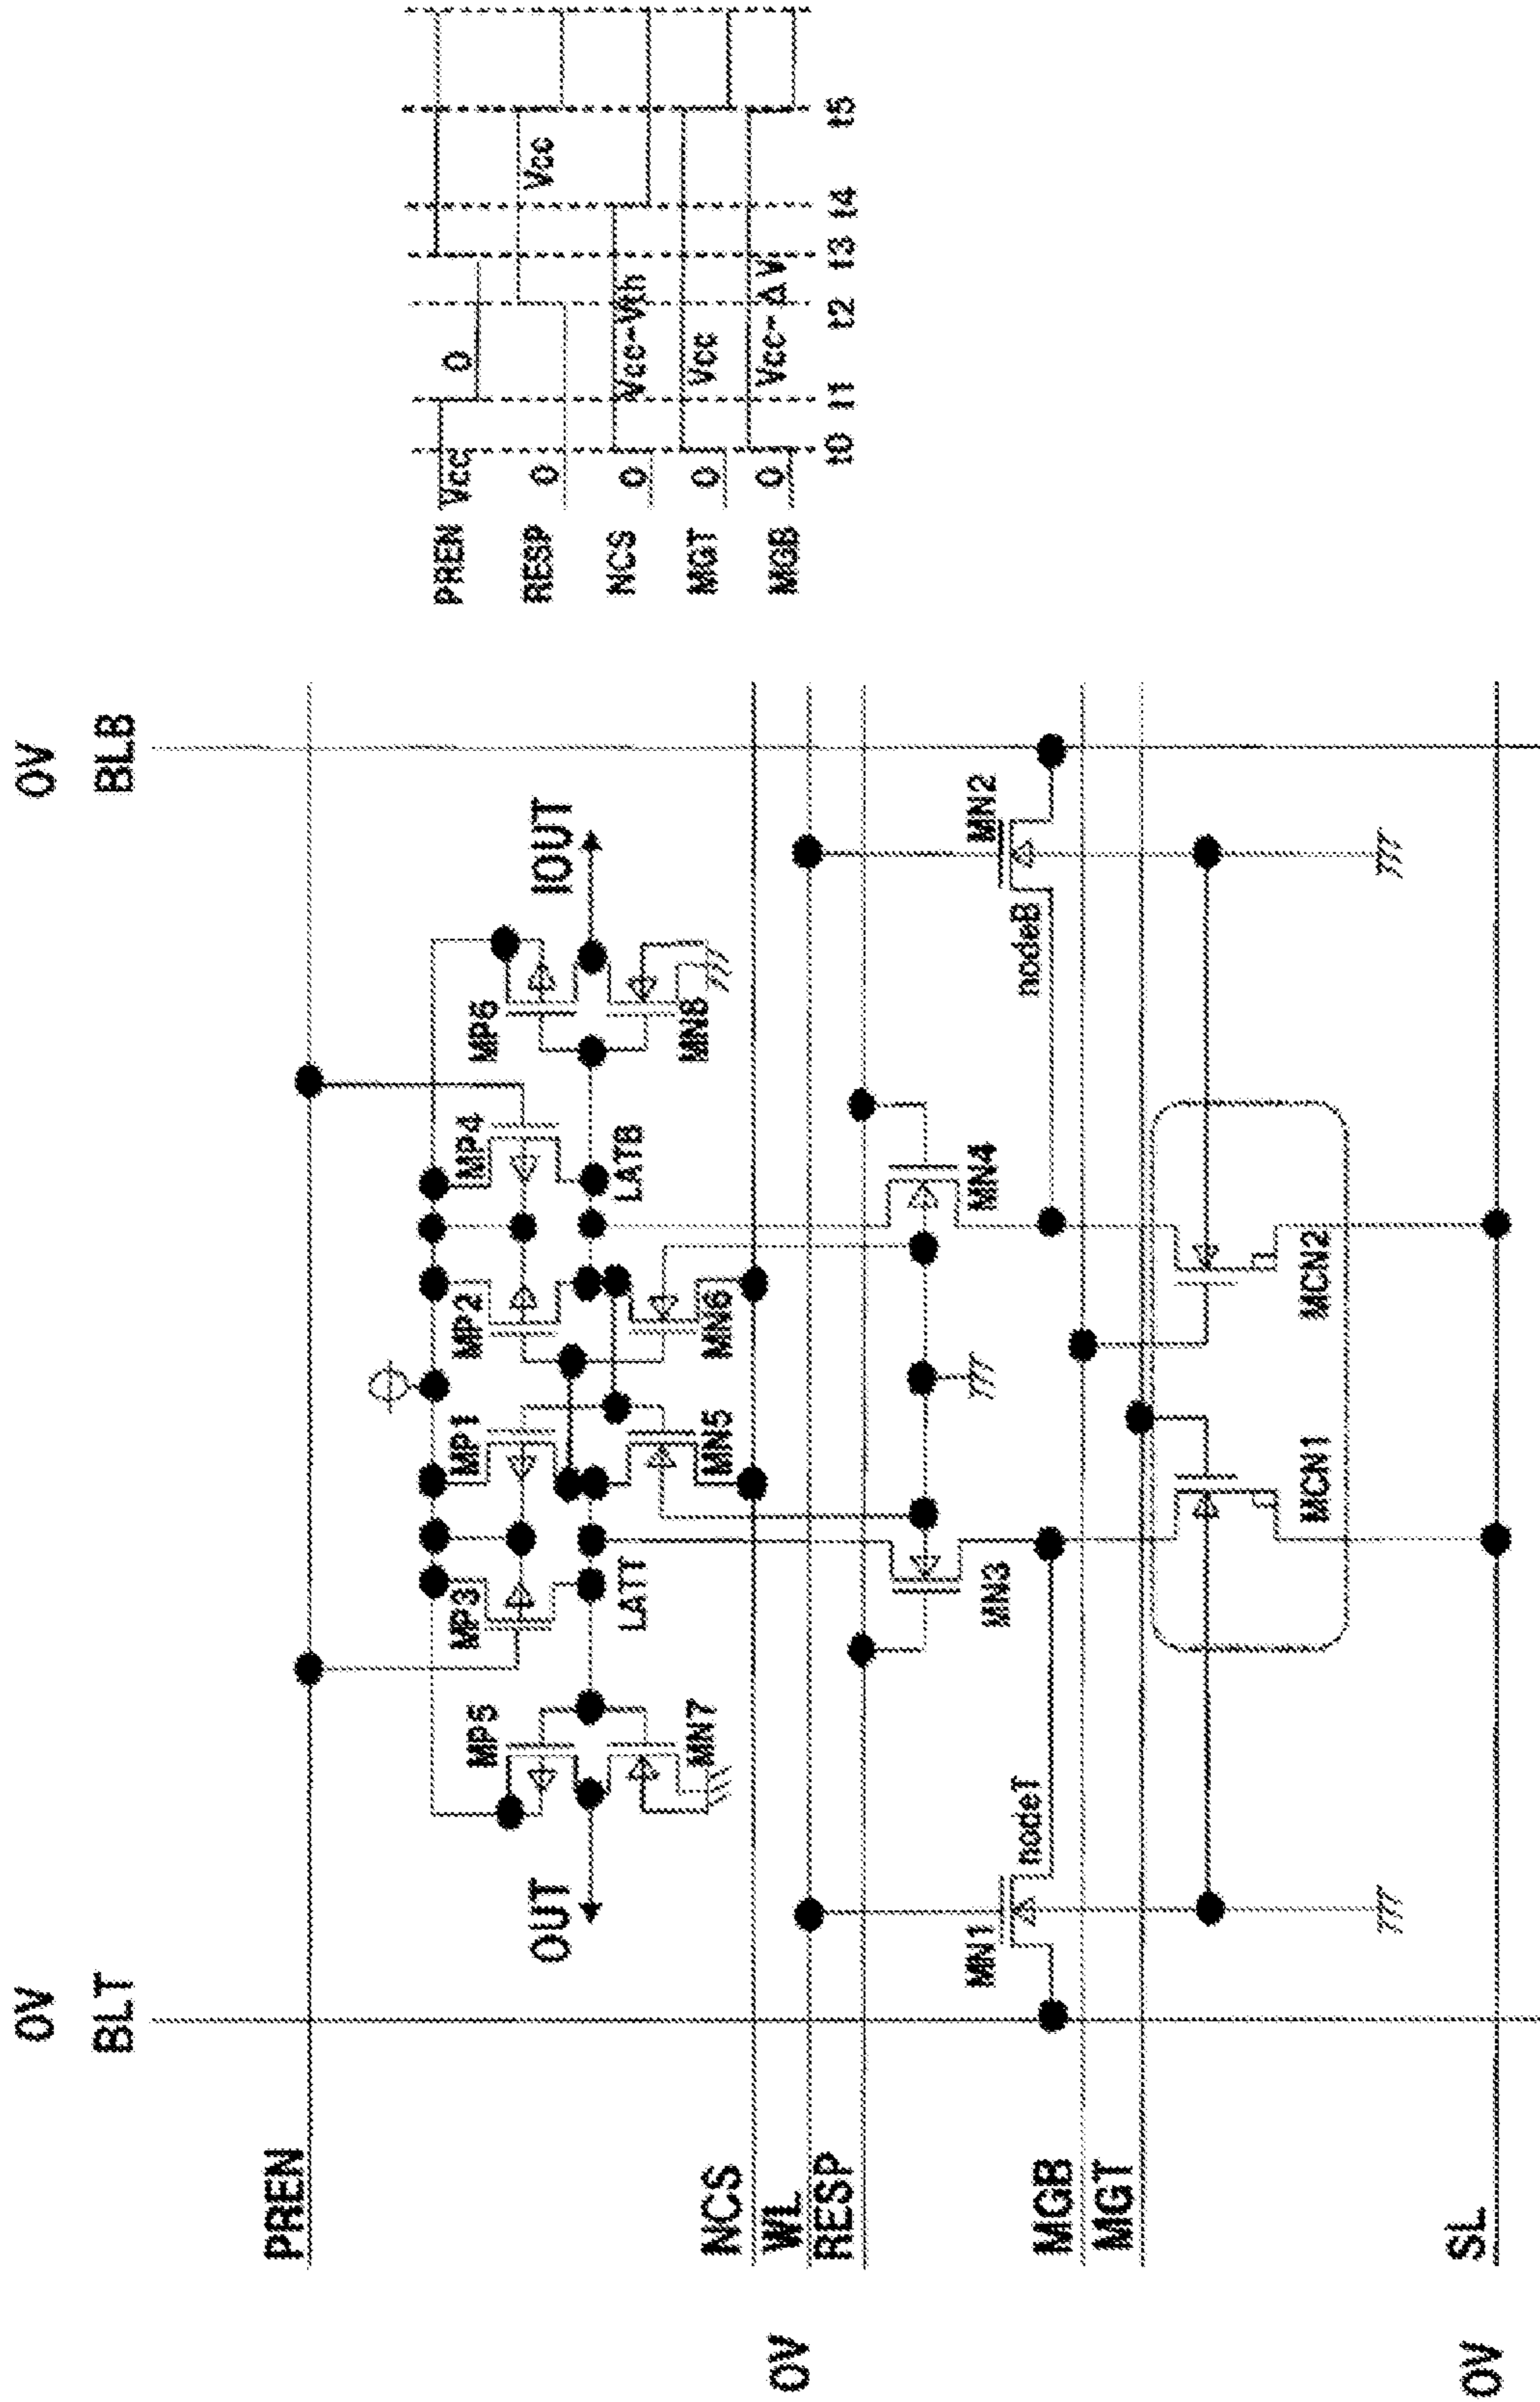 0V
BLT
0V
BLB
PREN
NCS
WL
0V
RESP
MGB
MGT
SL
0V
OUT
IOUT
MP5
MN7
MP3
LATT
MP1
MN5
MP2
MN6
MP4
LATB
MP6
MN8
MN3
MN4
MN1
nodeT
nodeB
MN2
MCN1
MCN2
PREN Vcc 0
RESP 0 Vcc
NCS 0 Vcc-Vth
MGT 0 Vcc
MGB 0 Vcc-ΔV
t0 t1 t2 t3 t4 t5